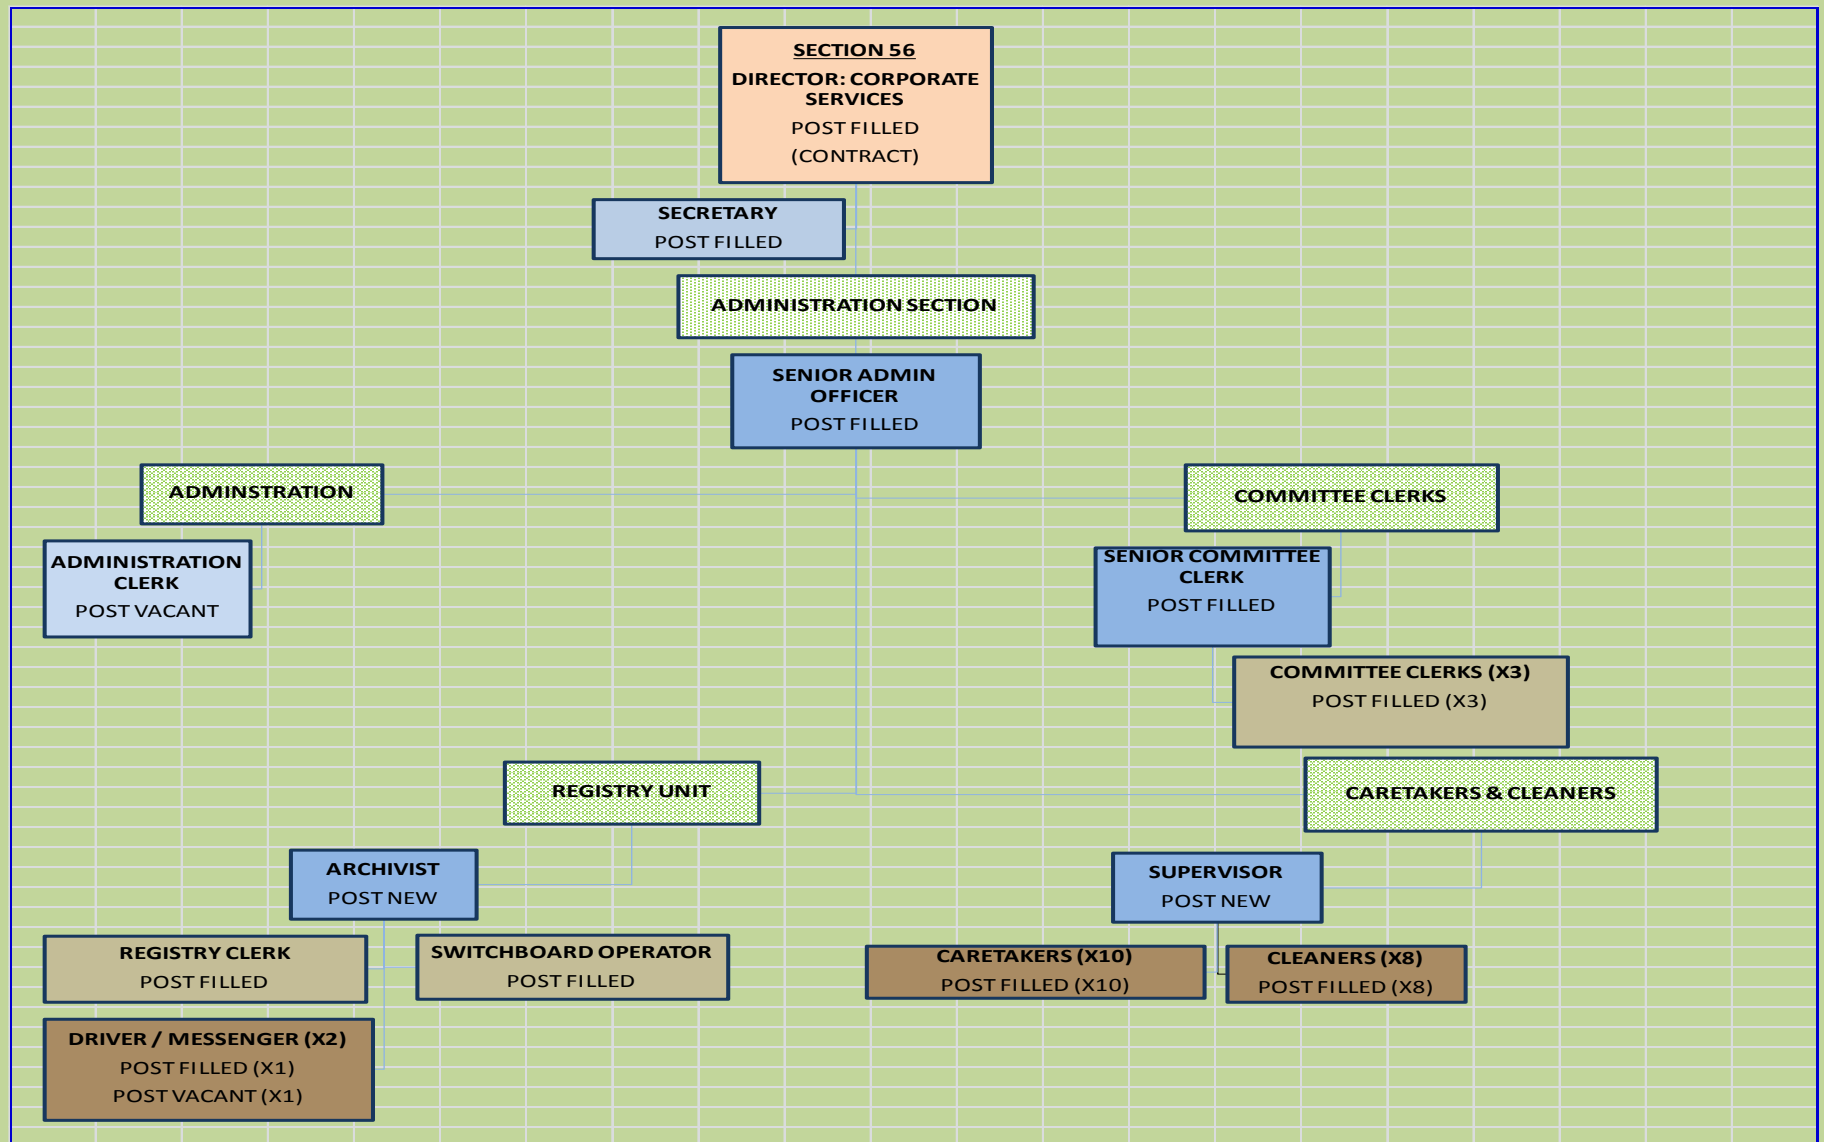 SECTION 56
DIRECTOR: CORPORATE
SERVICES
POST FILLED
(CONTRACT)
SECRETARY
POST FILLED
ADMINISTRATION SECTION
SENIOR ADMIN
OFFICER
POST FILLED
ADMINSTRATION
ADMINISTRATION
CLERK
POST VACANT
COMMITTEE CLERKS
SENIOR COMMITTEE
CLERK
POST FILLED
COMMITTEE CLERKS (X3)
POST FILLED (X3)
REGISTRY UNIT
ARCHIVIST
POST NEW
REGISTRY CLERK
POST FILLED
SWITCHBOARD OPERATOR
POST FILLED
DRIVER / MESSENGER (X2)
POST FILLED (X1)
POST VACANT (X1)
CARETAKERS & CLEANERS
SUPERVISOR
POST NEW
CARETAKERS (X10)
POST FILLED (X10)
CLEANERS (X8)
POST FILLED (X8)